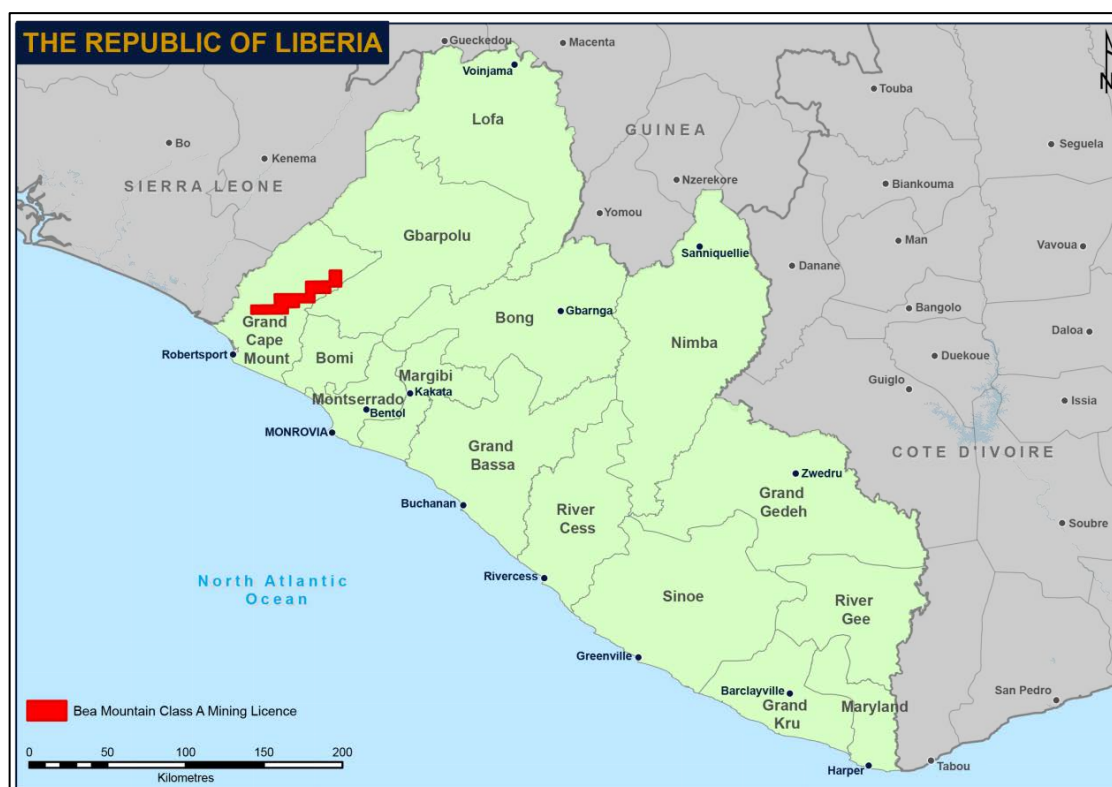 THE REPUBLIC OF LIBERIA
Gueckedou
Macenta
N
Voinjama
Touba
Lofa
GUINEA
Bo
Seguela
Kenema
SIERRA LEONE
Nzerekore
Biankouma
Yomou
Gbarpolu
Man
Vavoua
Sanniquellie
Danane
Bangolo
Gbarnga
Bong
Daloa
Grand
Cape
Mount
Nimba
Robertsport
Bomi
Duekoue
Margibi
Kakata
Guiglo
Montserrado
Bentol
Issia
MONROVIA
Grand
Bassa
COTE D'IVOIRE
Zwedru
Grand
Gedeh
Buchanan
River
Cess
Soubre
North Atlantic
Ocean
Rivercess
Sinoe
River
Gee
Greenville
Barclayville
San Pedro
Grand
Kru
Maryland
Bea Mountain Class A Mining Licence
0 50 100 150 200
Kilometres
Harper
Tabou